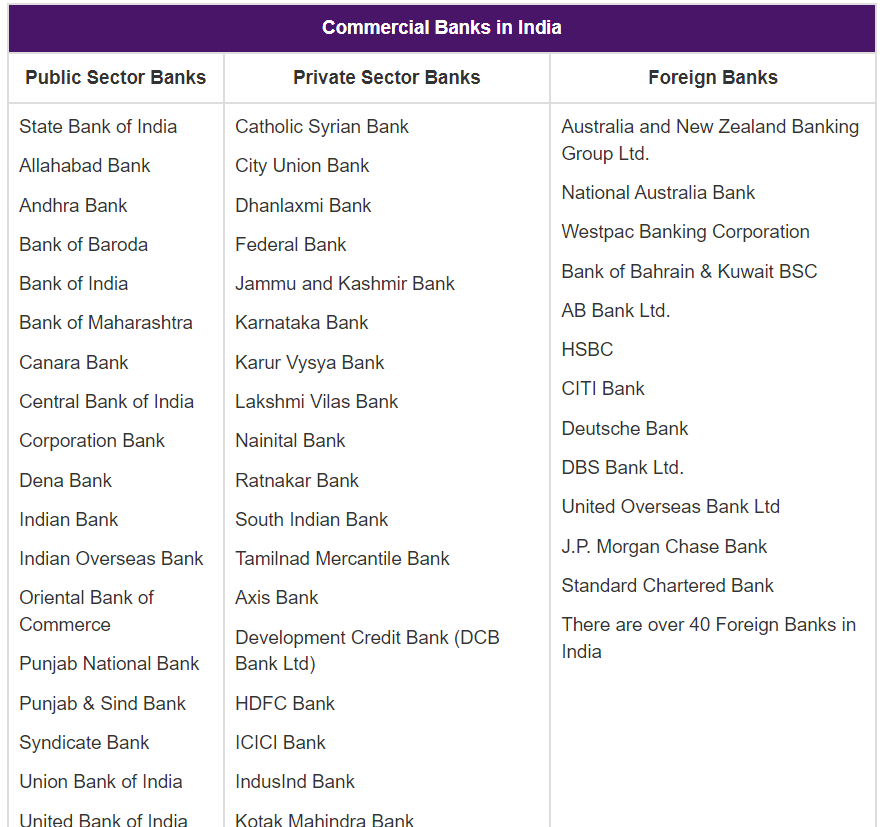 Commercial Banks in India
Public Sector Banks
Private Sector Banks
Foreign Banks
State Bank of India
Allahabad Bank
Andhra Bank
Bank of Baroda
Bank of India
Bank of Maharashtra
Canara Bank
Central Bank of India
Corporation Bank
Dena Bank
Indian Bank
Indian Overseas Bank
Oriental Bank of
Commerce
Punjab National Bank
Punjab & Sind Bank
Syndicate Bank
Union Bank of India
United Bank of India
Catholic Syrian Bank
City Union Bank
Dhanlaxmi Bank
Federal Bank
Jammu and Kashmir Bank
Karnataka Bank
Karur Vysya Bank
Lakshmi Vilas Bank
Nainital Bank
Ratnakar Bank
South Indian Bank
Tamilnad Mercantile Bank
Axis Bank
Development Credit Bank (DCB
Bank Ltd)
HDFC Bank
ICICI Bank
IndusInd Bank
Kotak Mahindra Bank
Australia and New Zealand Banking
Group Ltd.
National Australia Bank
Westpac Banking Corporation
Bank of Bahrain & Kuwait BSC
AB Bank Ltd.
HSBC
CITI Bank
Deutsche Bank
DBS Bank Ltd.
United Overseas Bank Ltd
J.P. Morgan Chase Bank
Standard Chartered Bank
There are over 40 Foreign Banks in
India